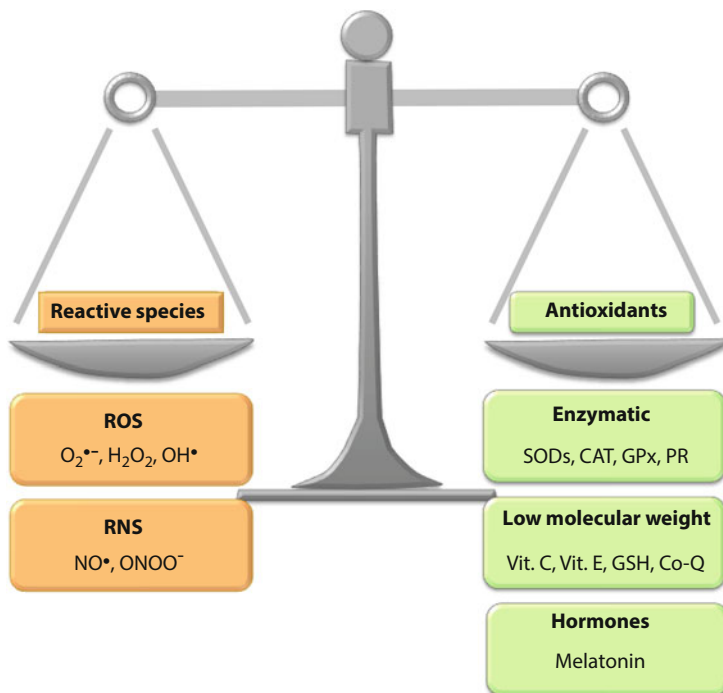 Reactive species
ROS
O₂•⁻, H₂O₂, OH•
RNS
NO•, ONOO⁻
Antioxidants
Enzymatic
SODs, CAT, GPx, PR
Low molecular weight
Vit. C, Vit. E, GSH, Co-Q
Hormones
Melatonin